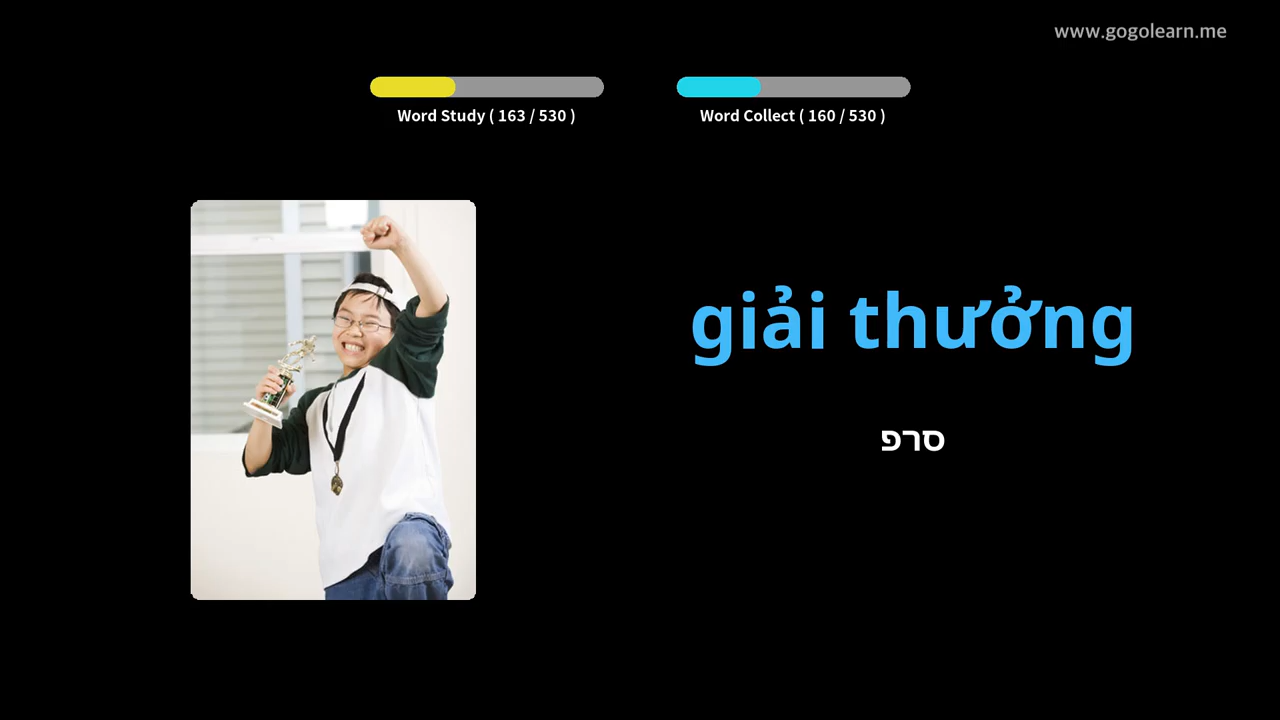 www.gogolearn.me
Word Study ( 163 / 530 )
Word Collect ( 160 / 530 )
giải thưởng
סרפ